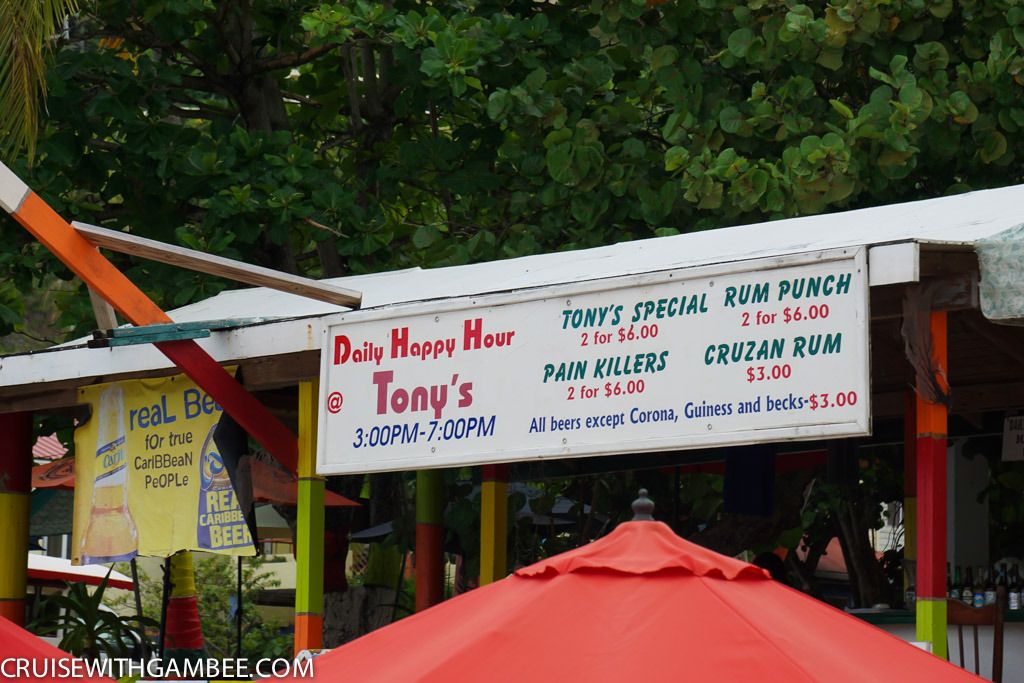 Daily Happy Hour
@ Tony's
3:00PM-7:00PM
TONY'S SPECIAL
2 for $6.00
RUM PUNCH
2 for $6.00
PAIN KILLERS
2 for $6.00
CRUZAN RUM
$3.00
All beers except Corona, Guiness and becks-$3.00
reaL Be
fOr true
CariBBeaN
PeOPLe
REA
CARIBBE
BEER
CRUISEWITHGAMBEE.COM